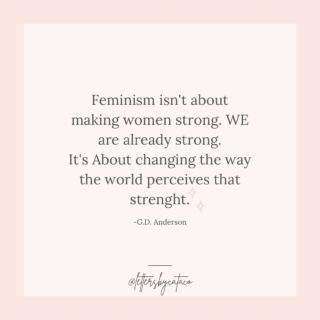 Feminism isn't about
making women strong. WE
are already strong.
It's About changing the way
the world perceives that
strenght.
-G.D. Anderson
@lettersbycataco